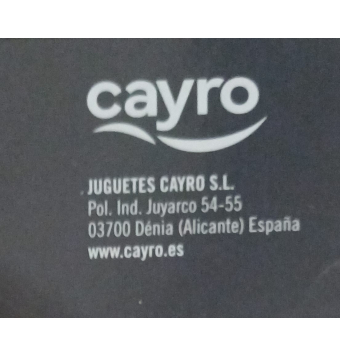 cayro
JUGUETES CAYRO S.L.
Pol. Ind. Juyarco 54-55
03700 Dénia (Alicante) España
www.cayro.es